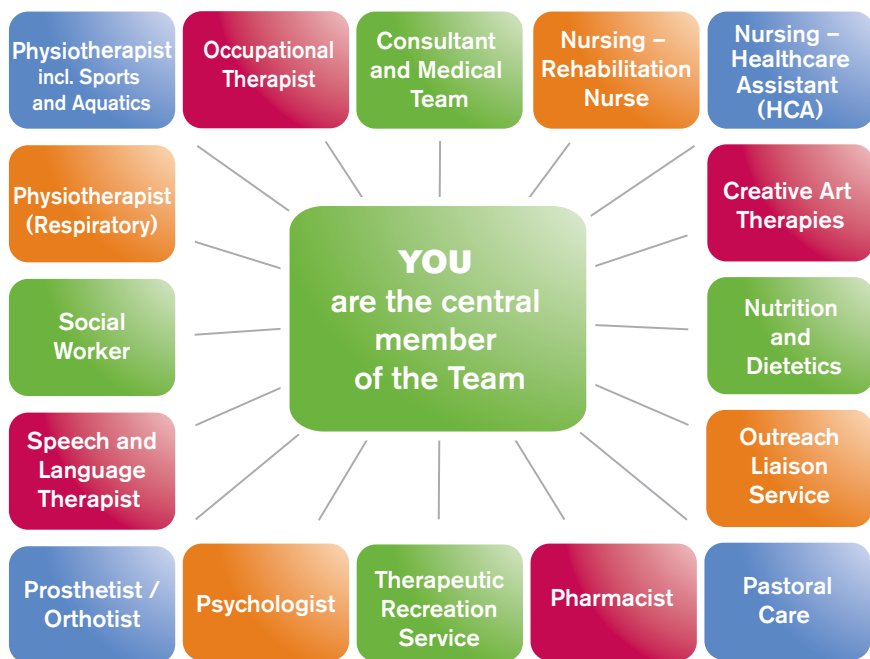 Physiotherapist
incl. Sports
and Aquatics
Occupational
Therapist
Consultant
and Medical
Team
Nursing –
Rehabilitation
Nurse
Nursing –
Healthcare
Assistant
(HCA)
Physiotherapist
(Respiratory)
Creative Art
Therapies
YOU
are the central
member
of the Team
Social
Worker
Nutrition
and
Dietetics
Speech and
Language
Therapist
Outreach
Liaison
Service
Prosthetist /
Orthotist
Psychologist
Therapeutic
Recreation
Service
Pharmacist
Pastoral
Care